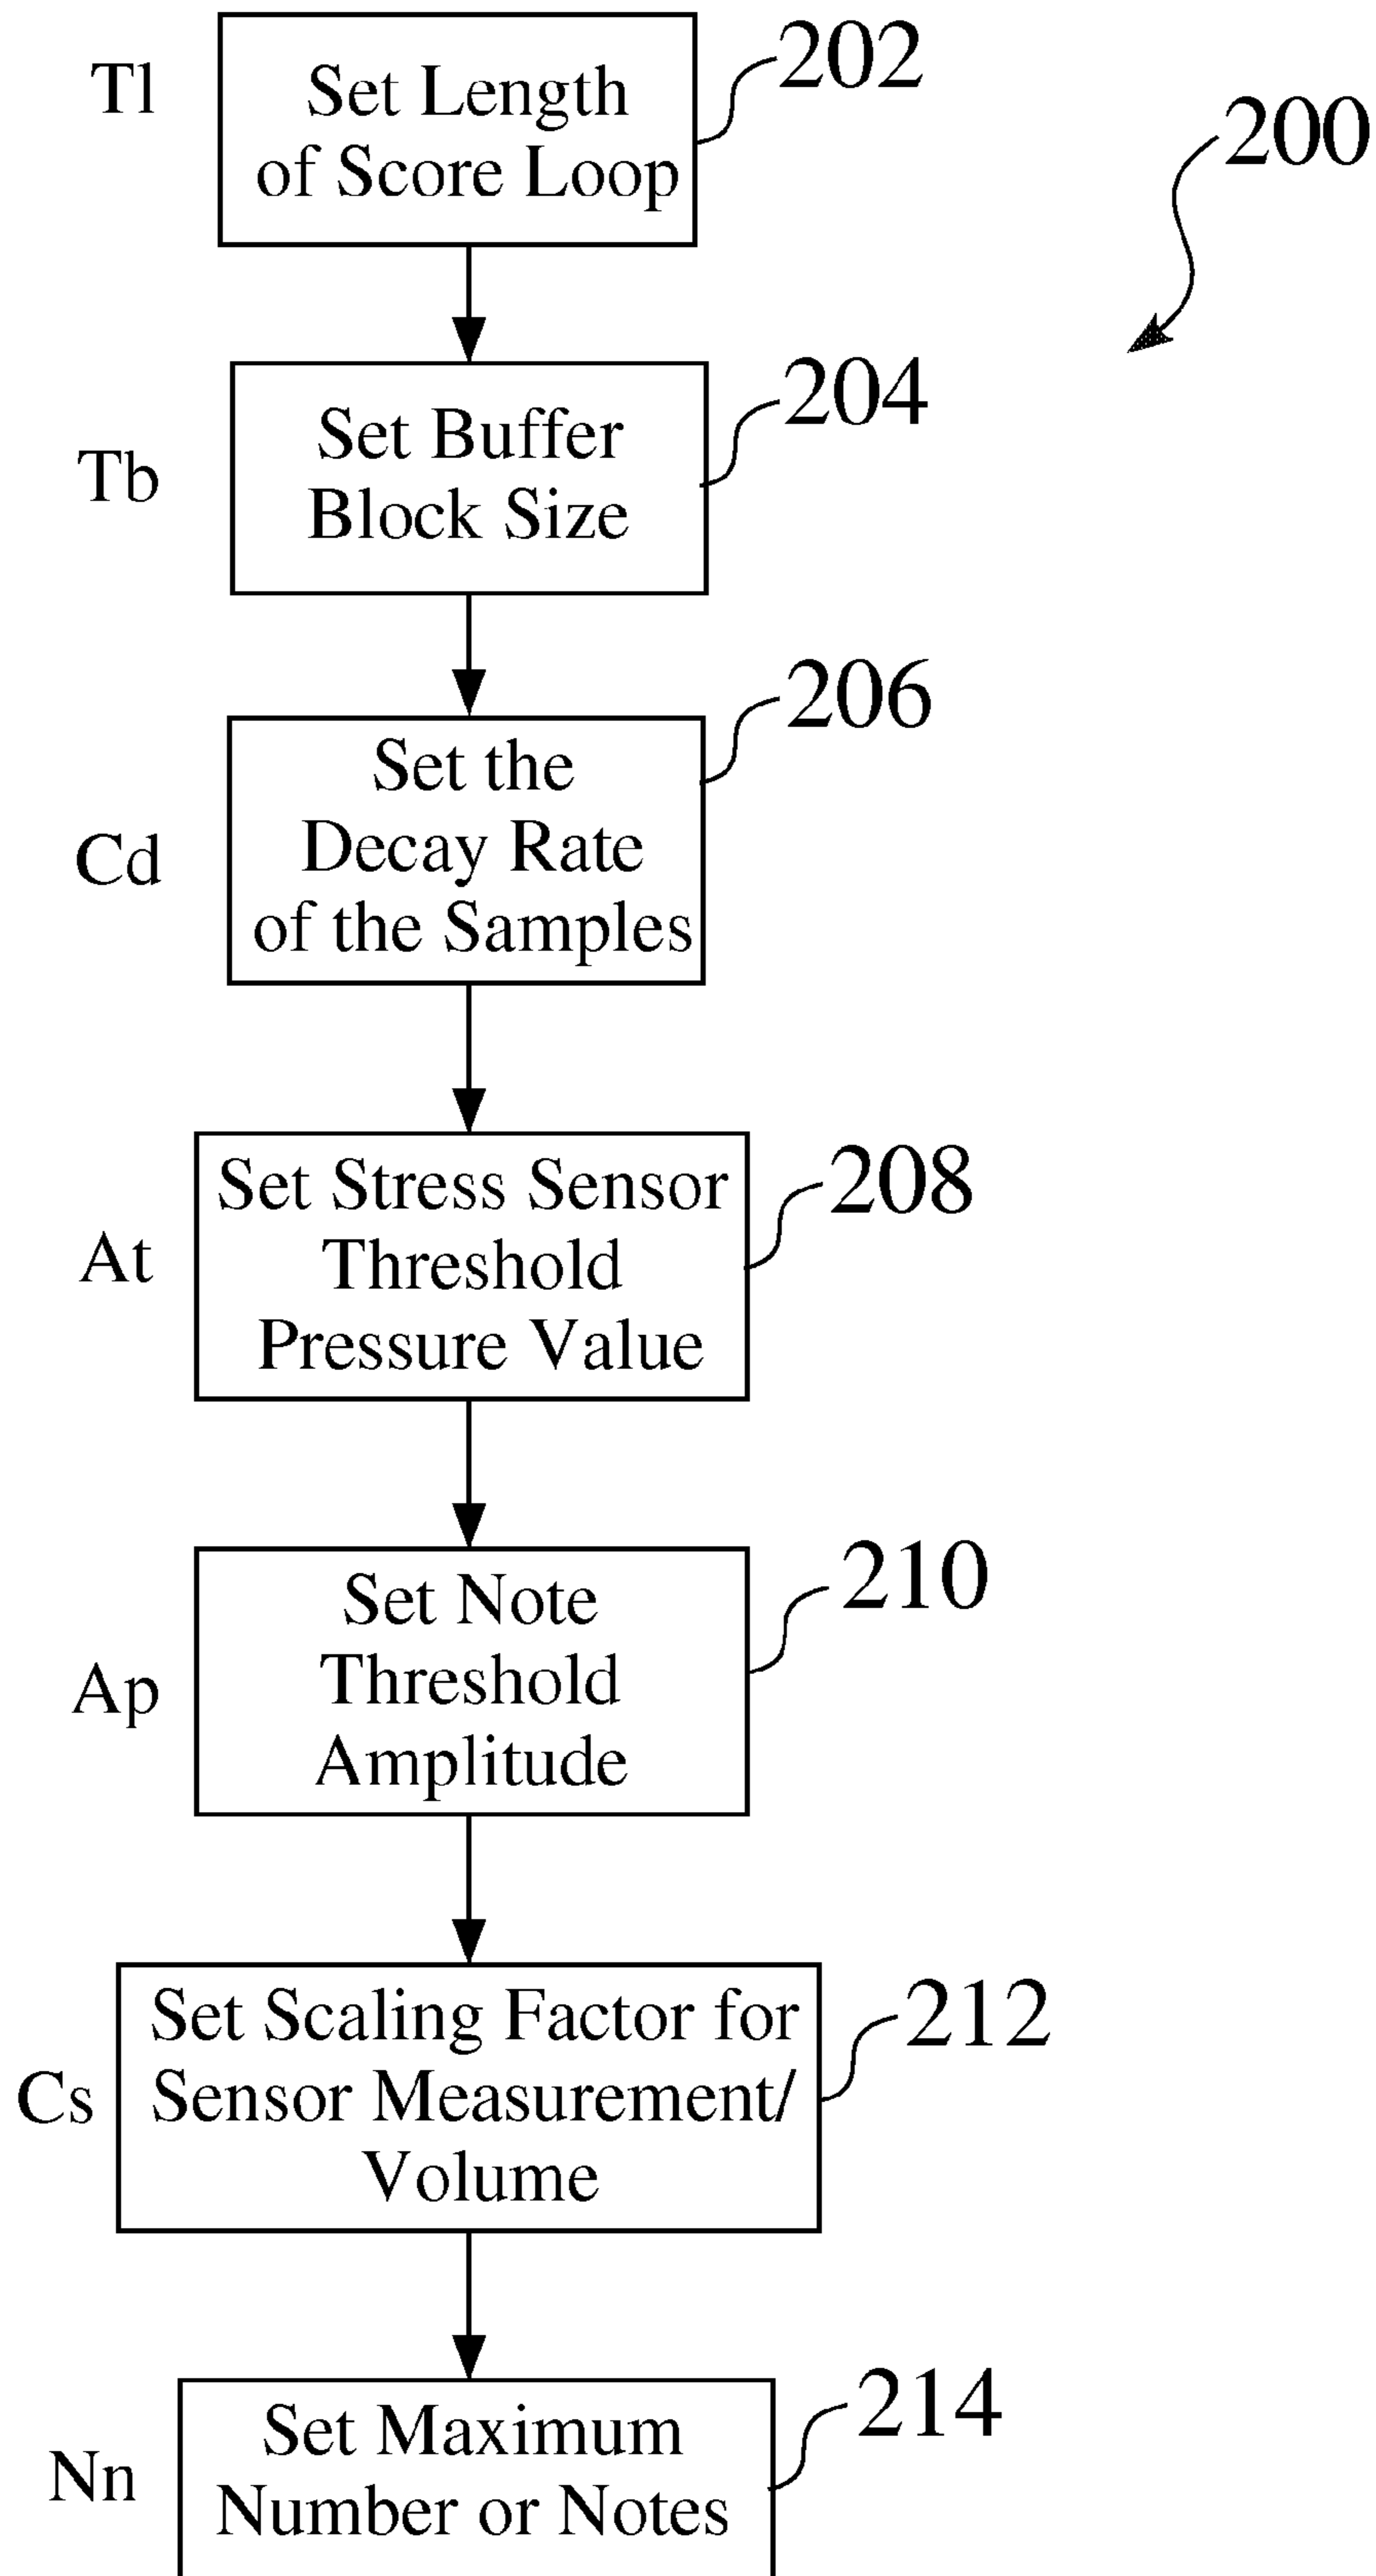 Tl
Set Length
of Score Loop
202
200
Tb
Set Buffer
Block Size
204
Cd
Set the
Decay Rate
of the Samples
206
At
Set Stress Sensor
Threshold
Pressure Value
208
Ap
Set Note
Threshold
Amplitude
210
Cs
Set Scaling Factor for
Sensor Measurement/
Volume
212
Nn
Set Maximum
Number or Notes
214